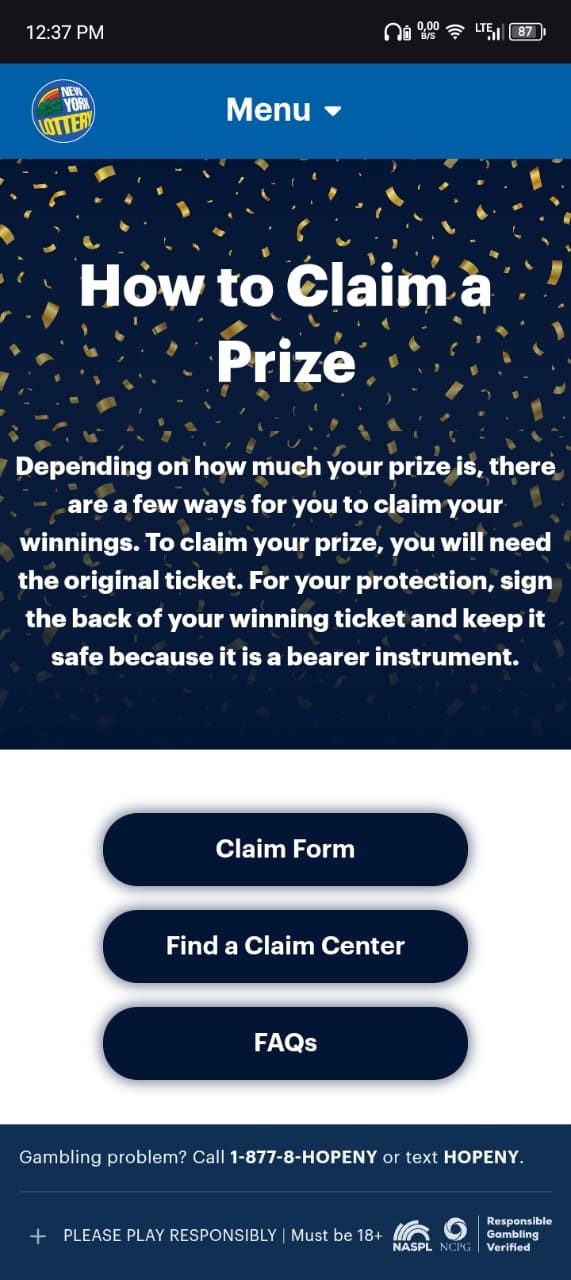 12:37 PM
0,00
B/S
LTE
87
NEW
YORK
LOTTERY
Menu
How to Claim a
Prize
Depending on how much your prize is, there
are a few ways for you to claim your
winnings. To claim your prize, you will need
the original ticket. For your protection, sign
the back of your winning ticket and keep it
safe because it is a bearer instrument.
Claim Form
Find a Claim Center
FAQs
Gambling problem? Call 1-877-8-HOPENY or text HOPENY.
+ PLEASE PLAY RESPONSIBLY | Must be 18+
NASPL
NCPG
Responsible
Gambling
Verified